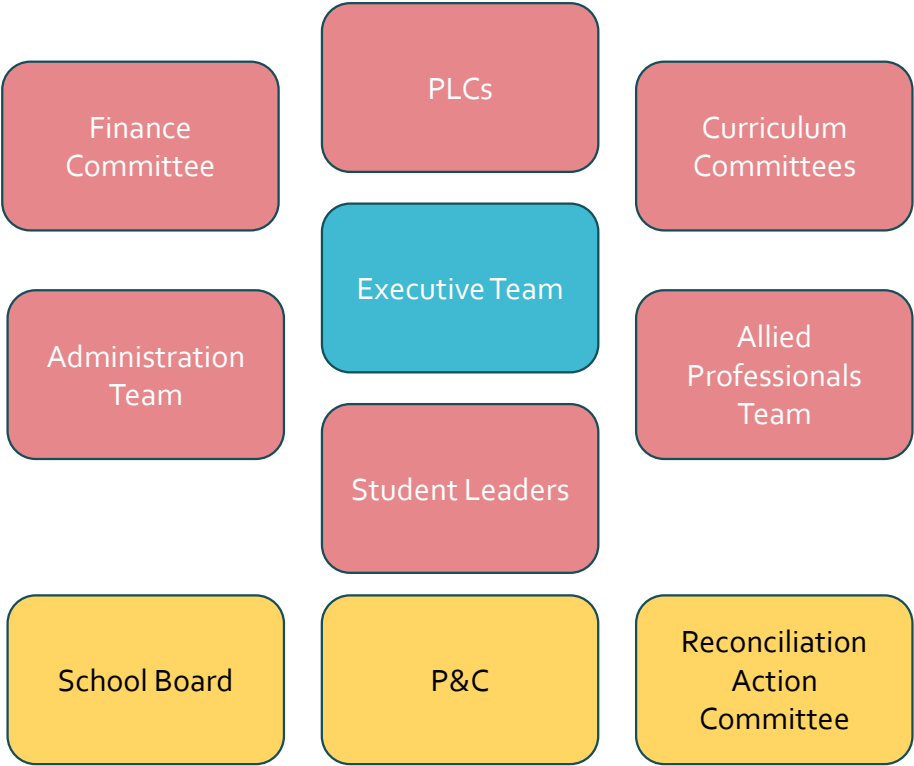 PLCs
Finance
Committee
Curriculum
Committees
Executive Team
Administration
Team
Allied
Professionals
Team
Student Leaders
School Board
P&C
Reconciliation
Action
Committee